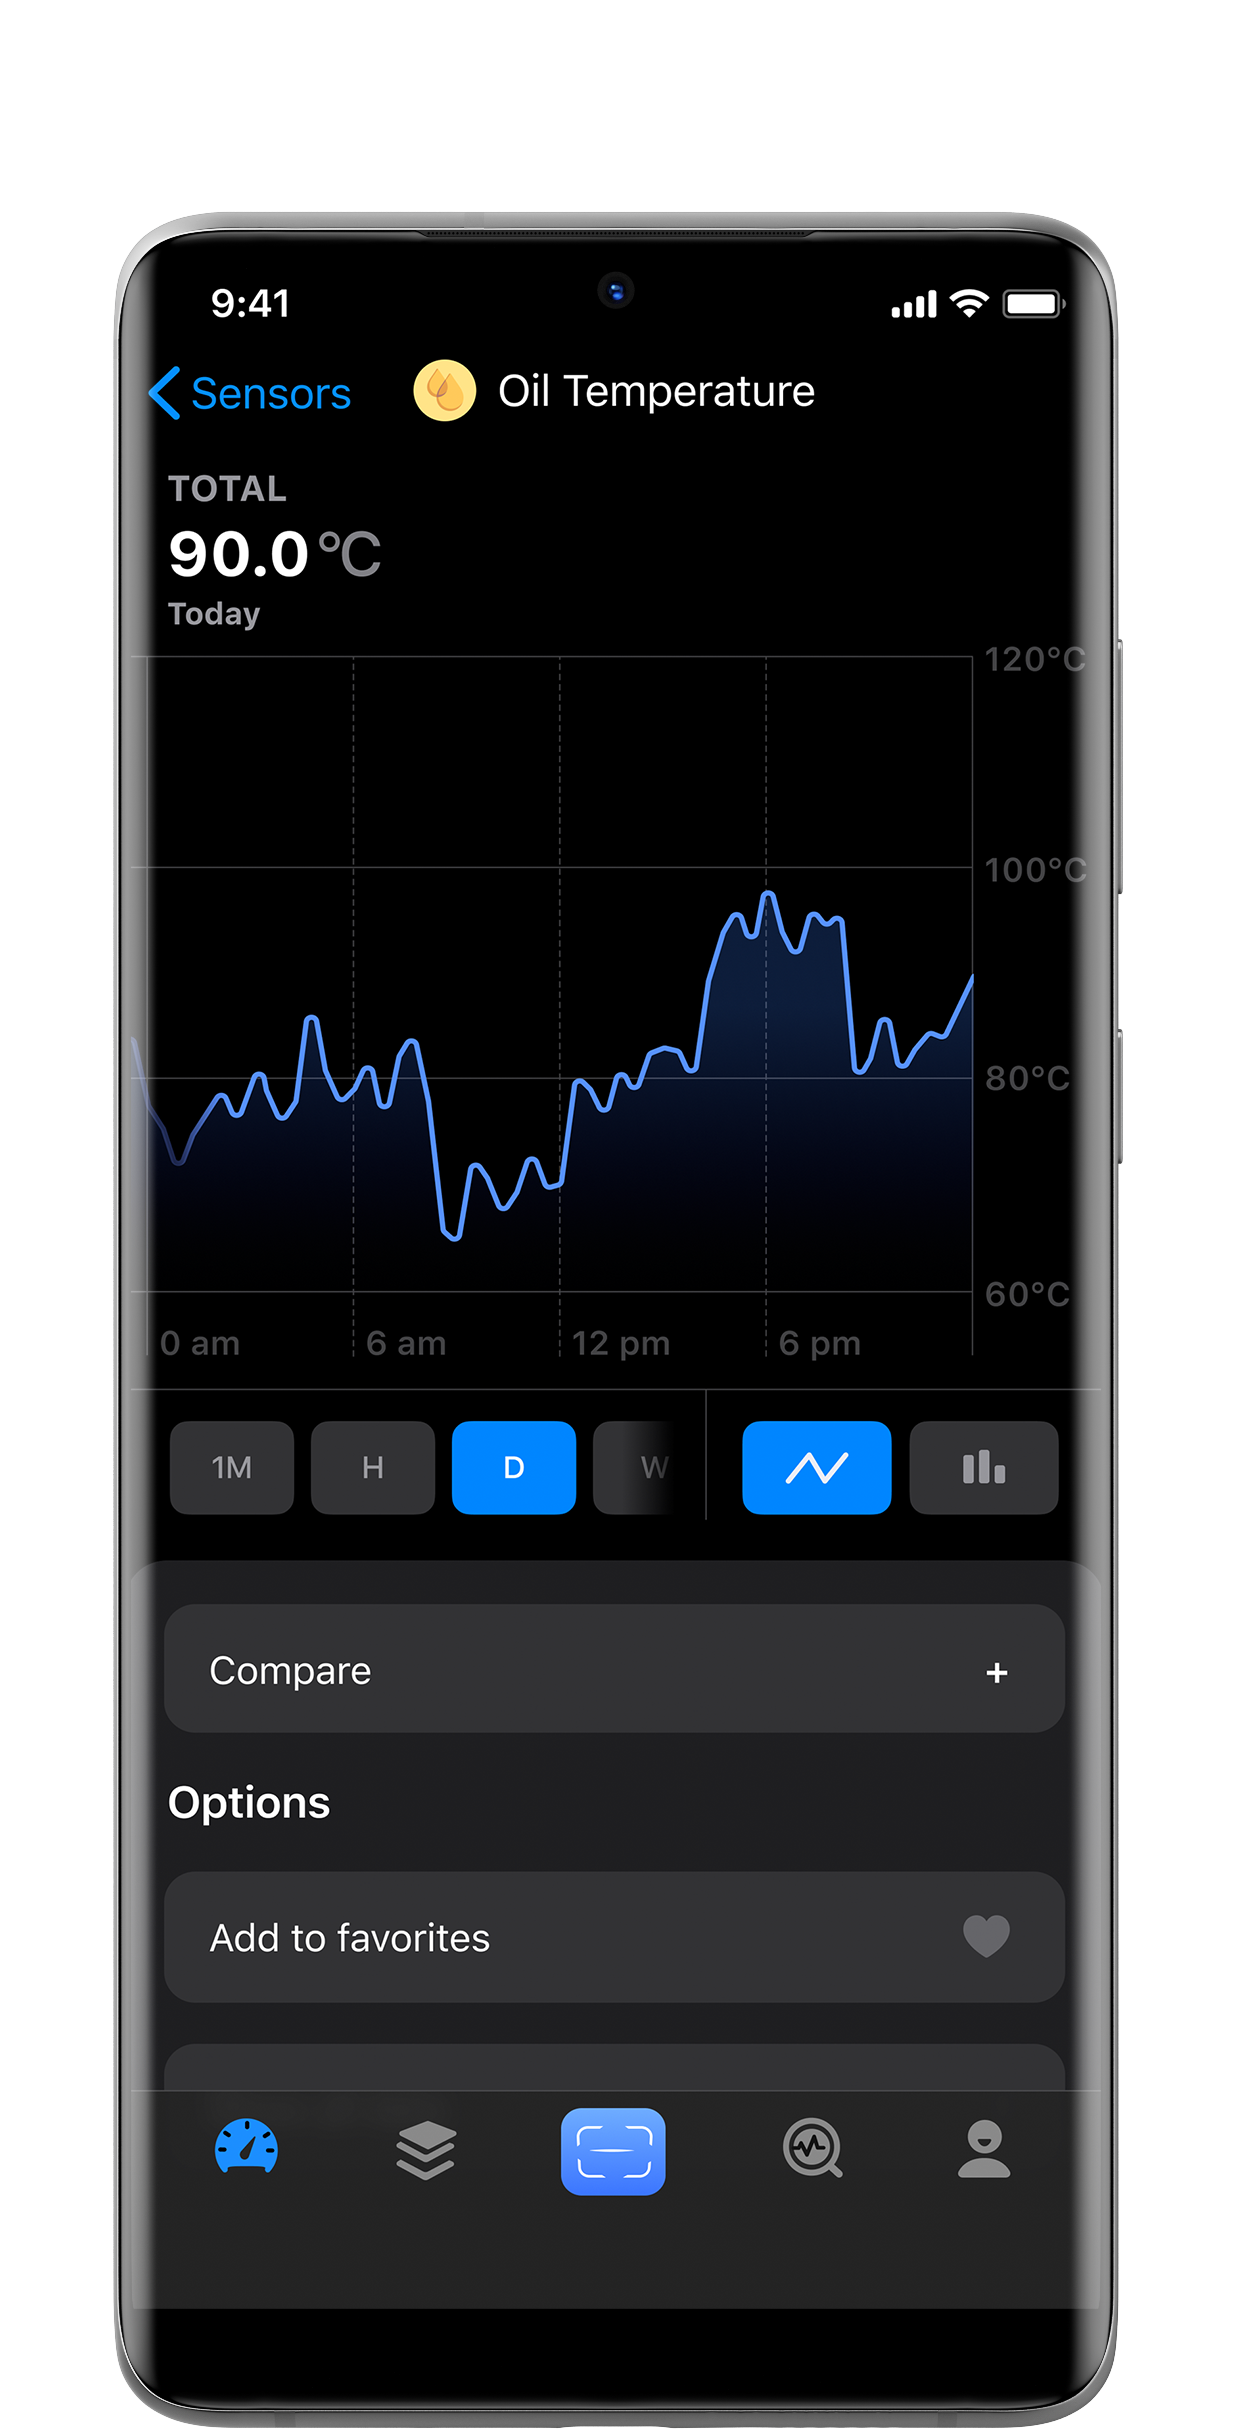 9:41
Sensors
Oil Temperature
TOTAL
90.0 °C
Today
120°C
100°C
80°C
60°C
0 am
6 am
12 pm
6 pm
1M
H
D
W
Compare
+
Options
Add to favorites